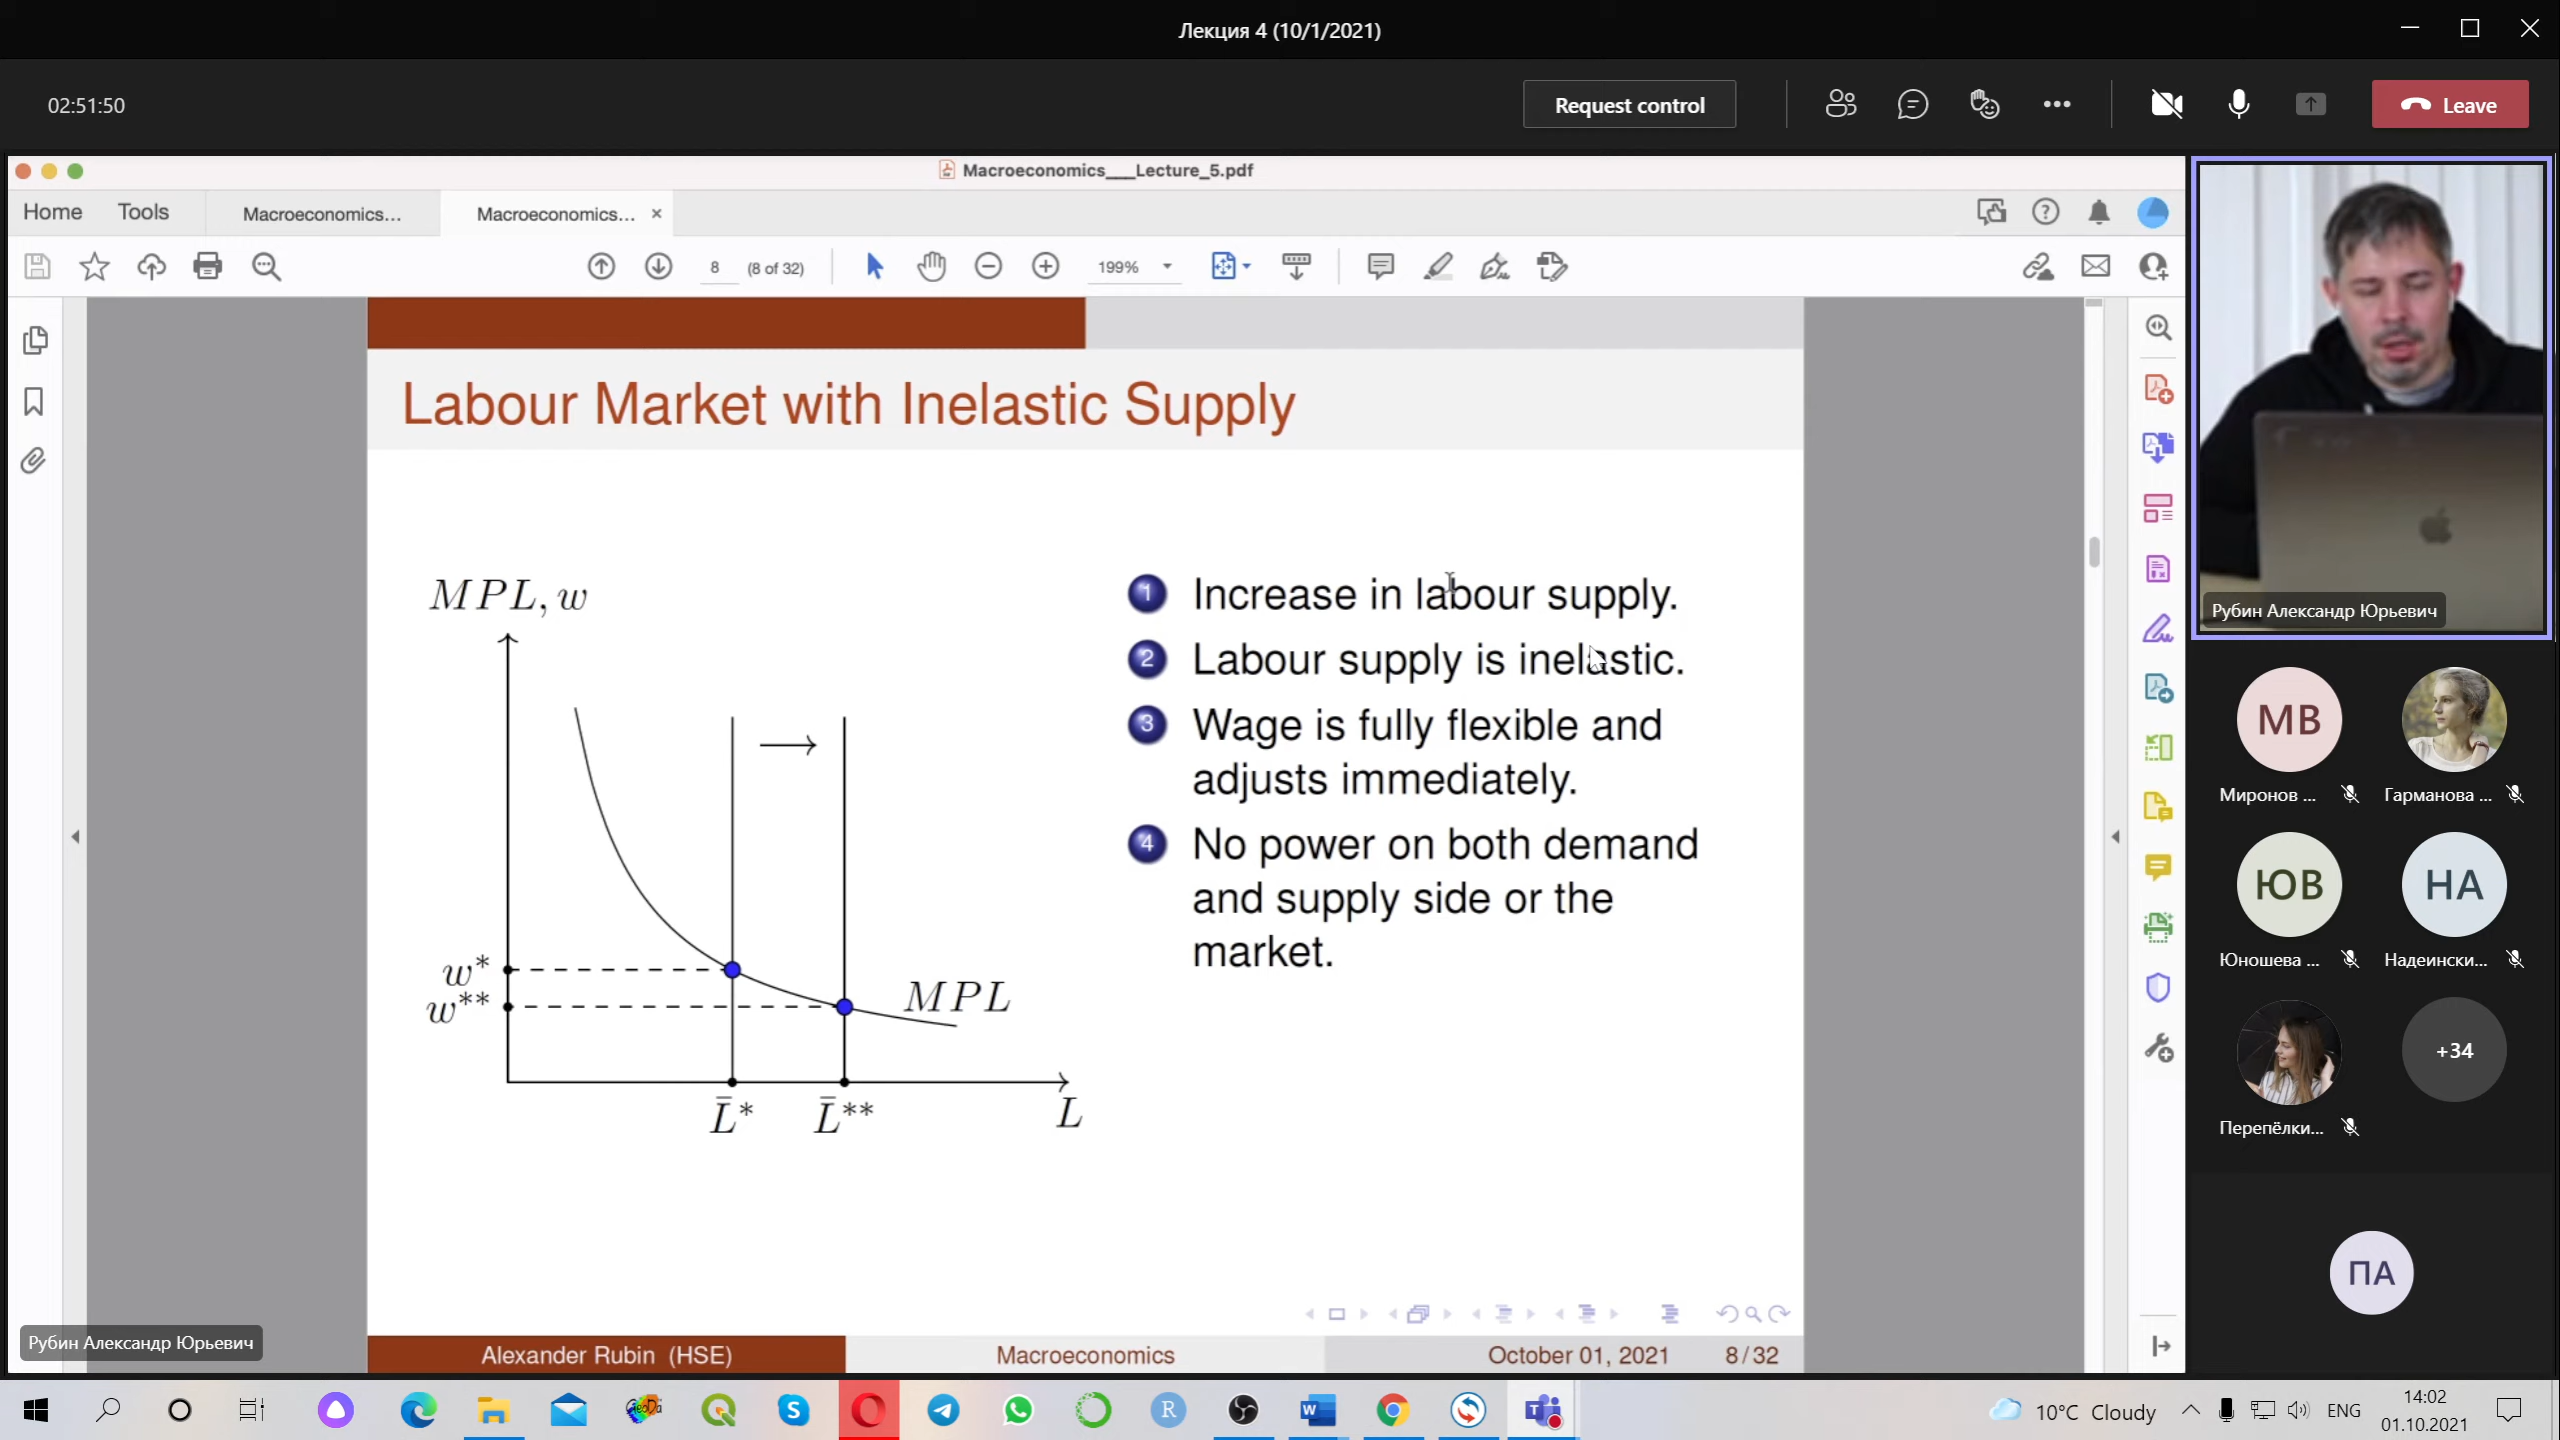 Лекция 4 (10/1/2021)
02:51:50
Request control
Leave
Macroeconomics___Lecture_5.pdf
Home
Tools
Macroeconomics...
Macroeconomics...
8
(8 of 32)
199%
Labour Market with Inelastic Supply
MPL, w
w*
w**
MPL
L̄*
L̄**
L
1 Increase in labour supply.
2 Labour supply is inelastic.
3 Wage is fully flexible and
adjusts immediately.
4 No power on both demand
and supply side or the
market.
Рубин Александр Юрьевич
Alexander Rubin (HSE)
Macroeconomics
October 01, 2021
8/32
Рубин Александр Юрьевич
МВ
Миронов ...
Гарманова ...
ЮВ
НА
Юношева ...
Надеински...
+34
Перепёлки...
ПА
GeoDa
R
W
T
10°C Cloudy
ENG
14:02
01.10.2021